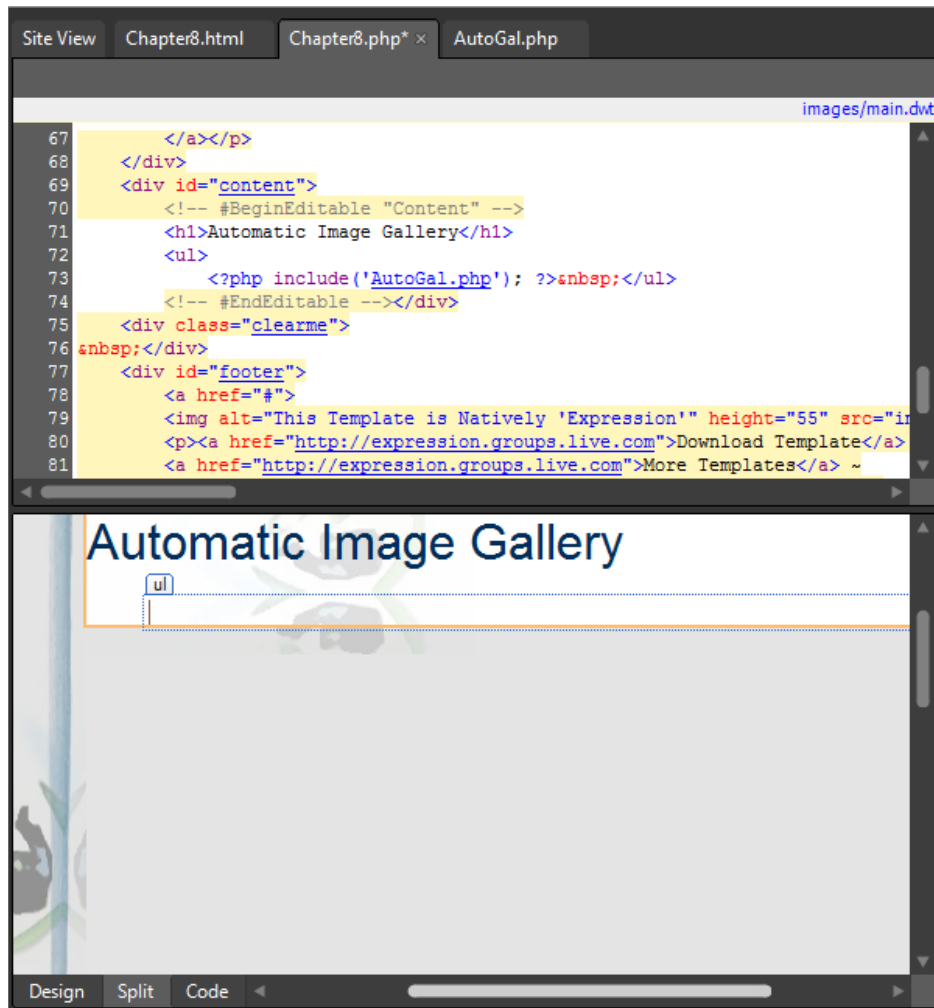 Site View Chapter8.html Chapter8.php* × AutoGal.php
images/main.dwt
67 </a></p>
68 </div>
69 <div id="content">
70 <!-- #BeginEditable "Content" -->
71 <h1>Automatic Image Gallery</h1>
72 <ul>
73 <?php include('AutoGal.php'); ?>&nbsp;</ul>
74 <!-- #EndEditable --></div>
75 <div class="clearme">
76 &nbsp;</div>
77 <div id="footer">
78 <a href="#">
79 <img alt="This Template is Natively 'Expression'" height="55" src="in
80 <p><a href="http://expression.groups.live.com">Download Template</a>
81 <a href="http://expression.groups.live.com">More Templates</a> ~
Automatic Image Gallery
ul
Design Split Code